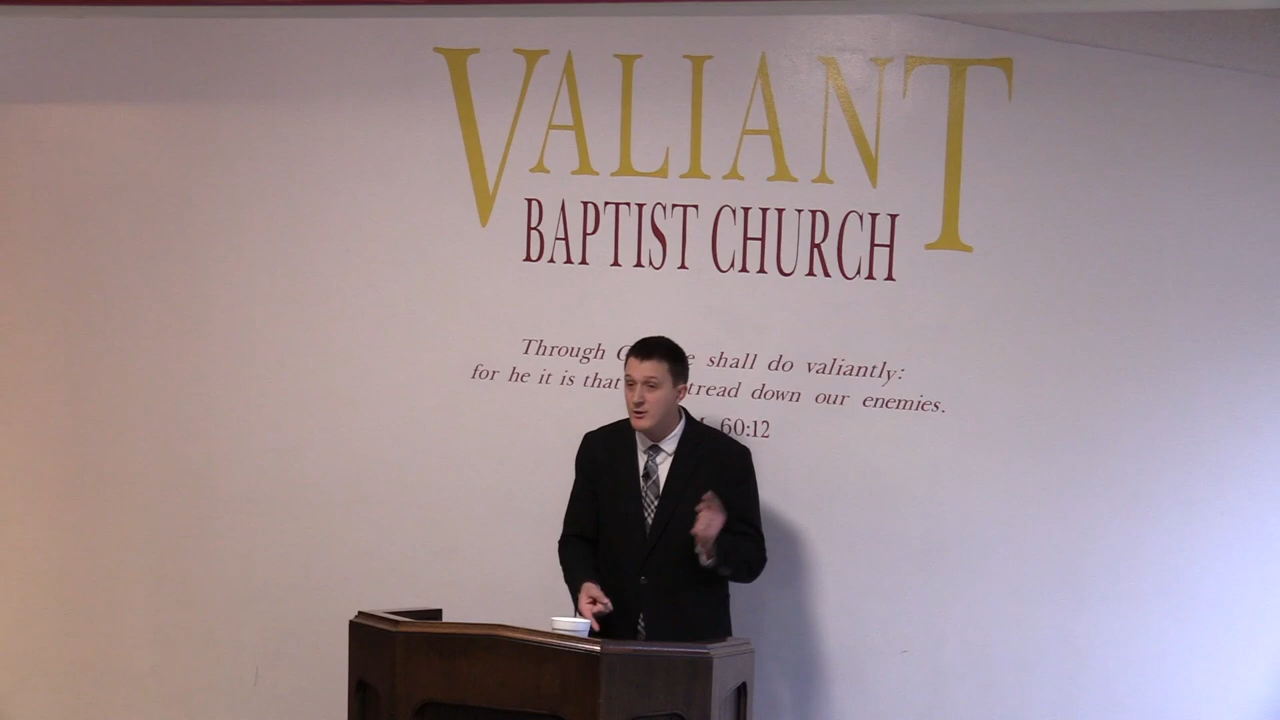 VALIANT
BAPTIST CHURCH
Through shall do valiantly:
for he it is that tread down our enemies.
60:12